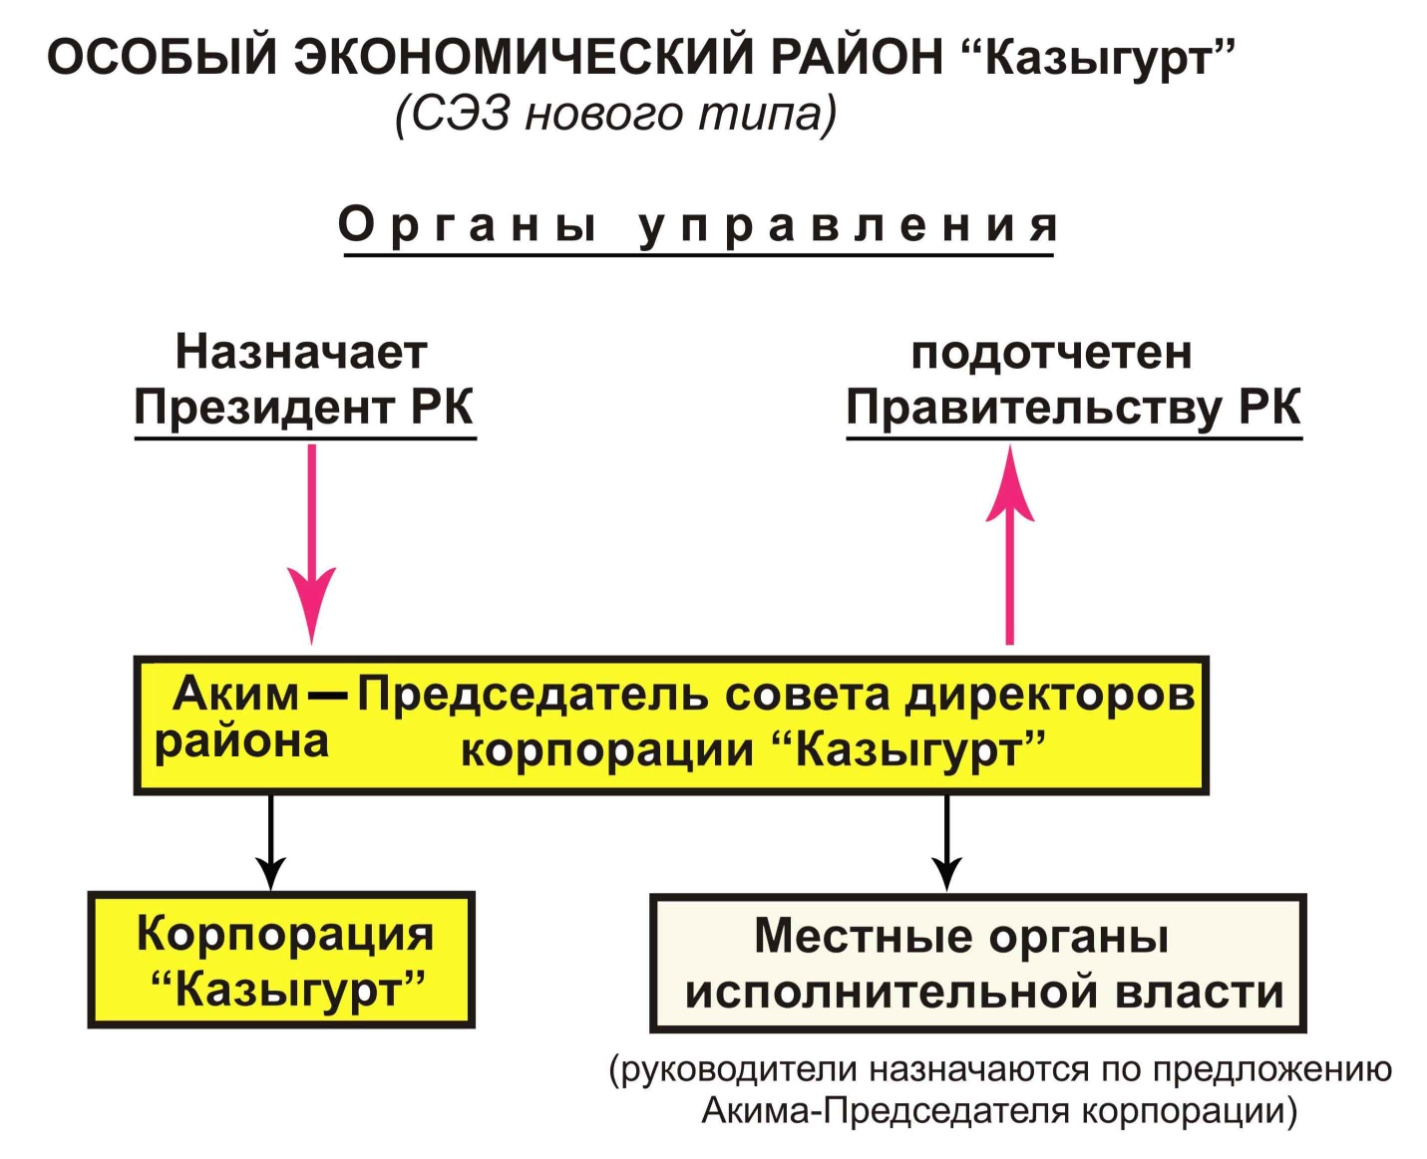 ОСОБЫЙ ЭКОНОМИЧЕСКИЙ РАЙОН “Казыгурт”
(СЭЗ нового типа)
Органы управления
Назначает
Президент РК
подотчетен
Правительству РК
Аким — Председатель совета директоров
района корпорации “Казыгурт”
Корпорация
“Казыгурт”
Местные органы
исполнительной власти
(руководители назначаются по предложению
Акима-Председателя корпорации)